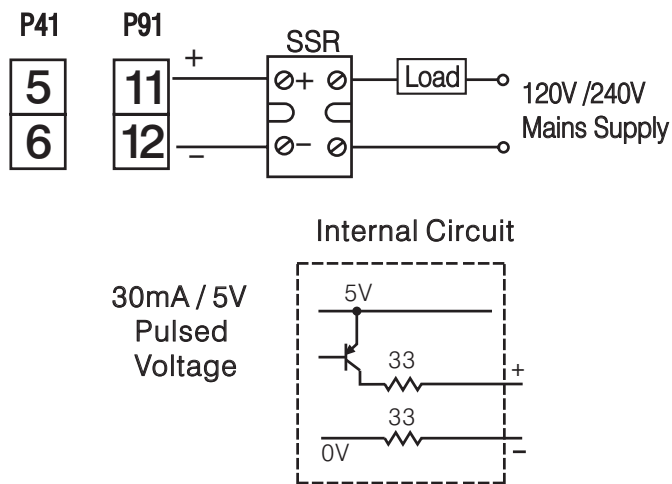 P41 P91
SSR
5 11 + + Load
120V /240V
Mains Supply
6 12 – –
Internal Circuit
30mA / 5V
Pulsed
Voltage
5V
33
+
33
0V
–